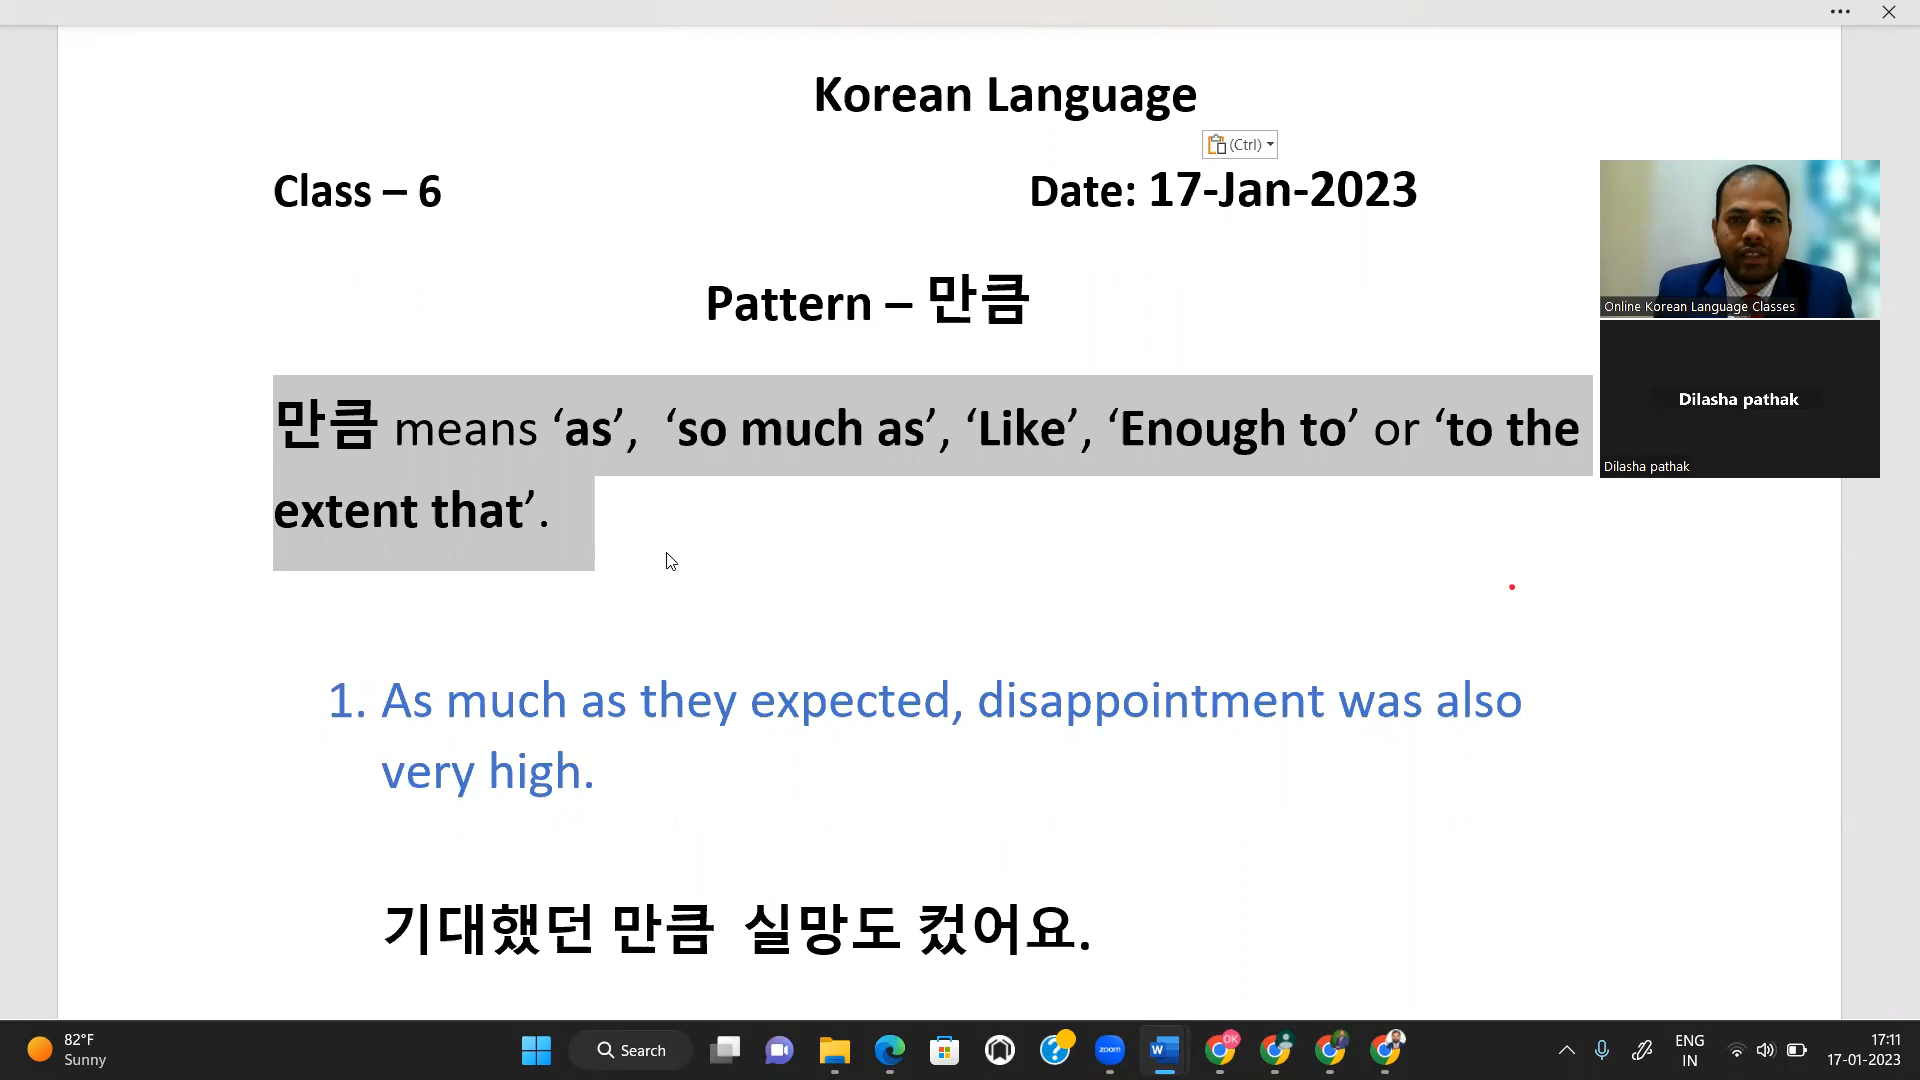 Korean Language
(Ctrl)
Class – 6
Date: 17-Jan-2023
Pattern – 만큼
만큼 means ‘as’, ‘so much as’, ‘Like’, ‘Enough to’ or ‘to the
extent that’.
Online Korean Language Classes
Dilasha pathak
Dilasha pathak
1. As much as they expected, disappointment was also
very high.
기대했던 만큼 실망도 컸어요.
82°F
Sunny
Search
zoom
W
OK
ENG
IN
17:11
17-01-2023